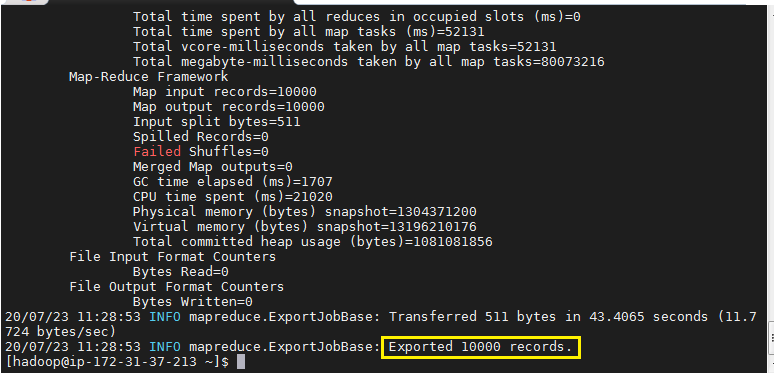 Total time spent by all reduces in occupied slots (ms)=0
Total time spent by all map tasks (ms)=52131
Total vcore-milliseconds taken by all map tasks=52131
Total megabyte-milliseconds taken by all map tasks=80073216
Map-Reduce Framework
Map input records=10000
Map output records=10000
Input split bytes=511
Spilled Records=0
Failed Shuffles=0
Merged Map outputs=0
GC time elapsed (ms)=1707
CPU time spent (ms)=21020
Physical memory (bytes) snapshot=1304371200
Virtual memory (bytes) snapshot=13196210176
Total committed heap usage (bytes)=1081081856
File Input Format Counters
Bytes Read=0
File Output Format Counters
Bytes Written=0
20/07/23 11:28:53 INFO mapreduce.ExportJobBase: Transferred 511 bytes in 43.4065 seconds (11.7
724 bytes/sec)
20/07/23 11:28:53 INFO mapreduce.ExportJobBase: Exported 10000 records.
[hadoop@ip-172-31-37-213 ~]$